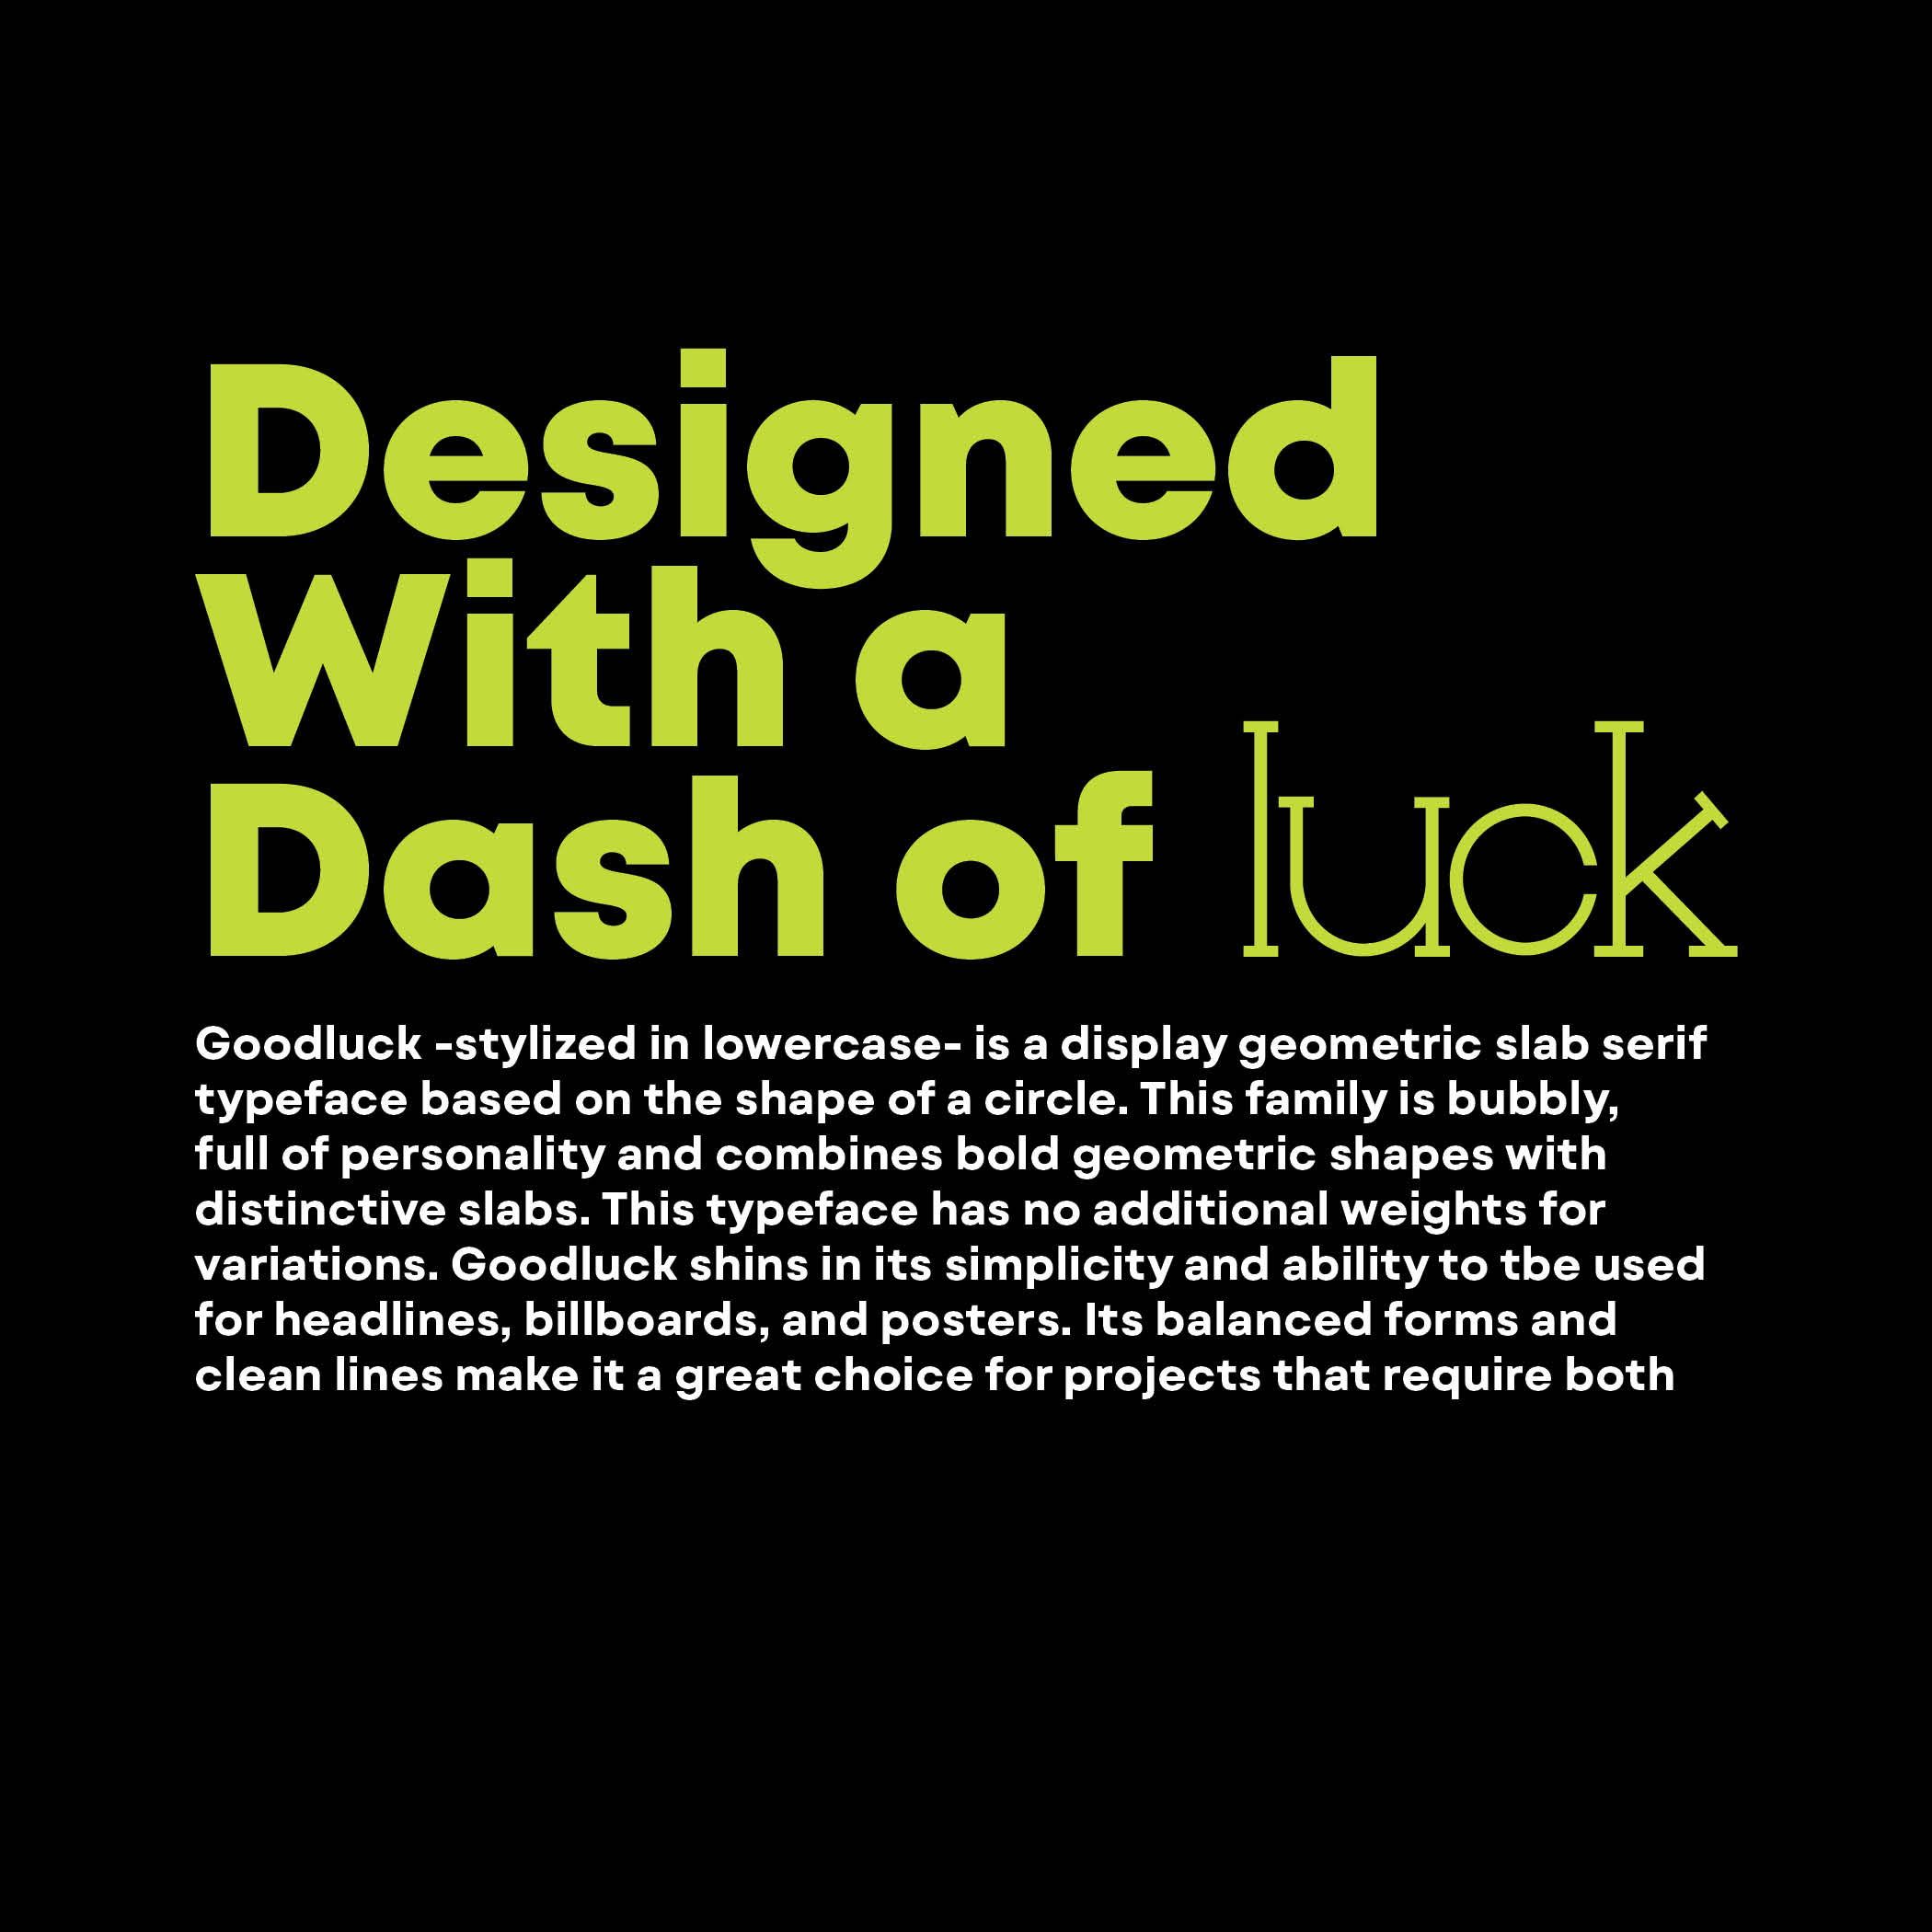 Designed
With a
Dash of luck
Goodluck -stylized in lowercase- is a display geometric slab serif
typeface based on the shape of a circle. This family is bubbly,
full of personality and combines bold geometric shapes with
distinctive slabs. This typeface has no additional weights for
variations. Goodluck shins in its simplicity and ability to tbe used
for headlines, billboards, and posters. Its balanced forms and
clean lines make it a great choice for projects that require both